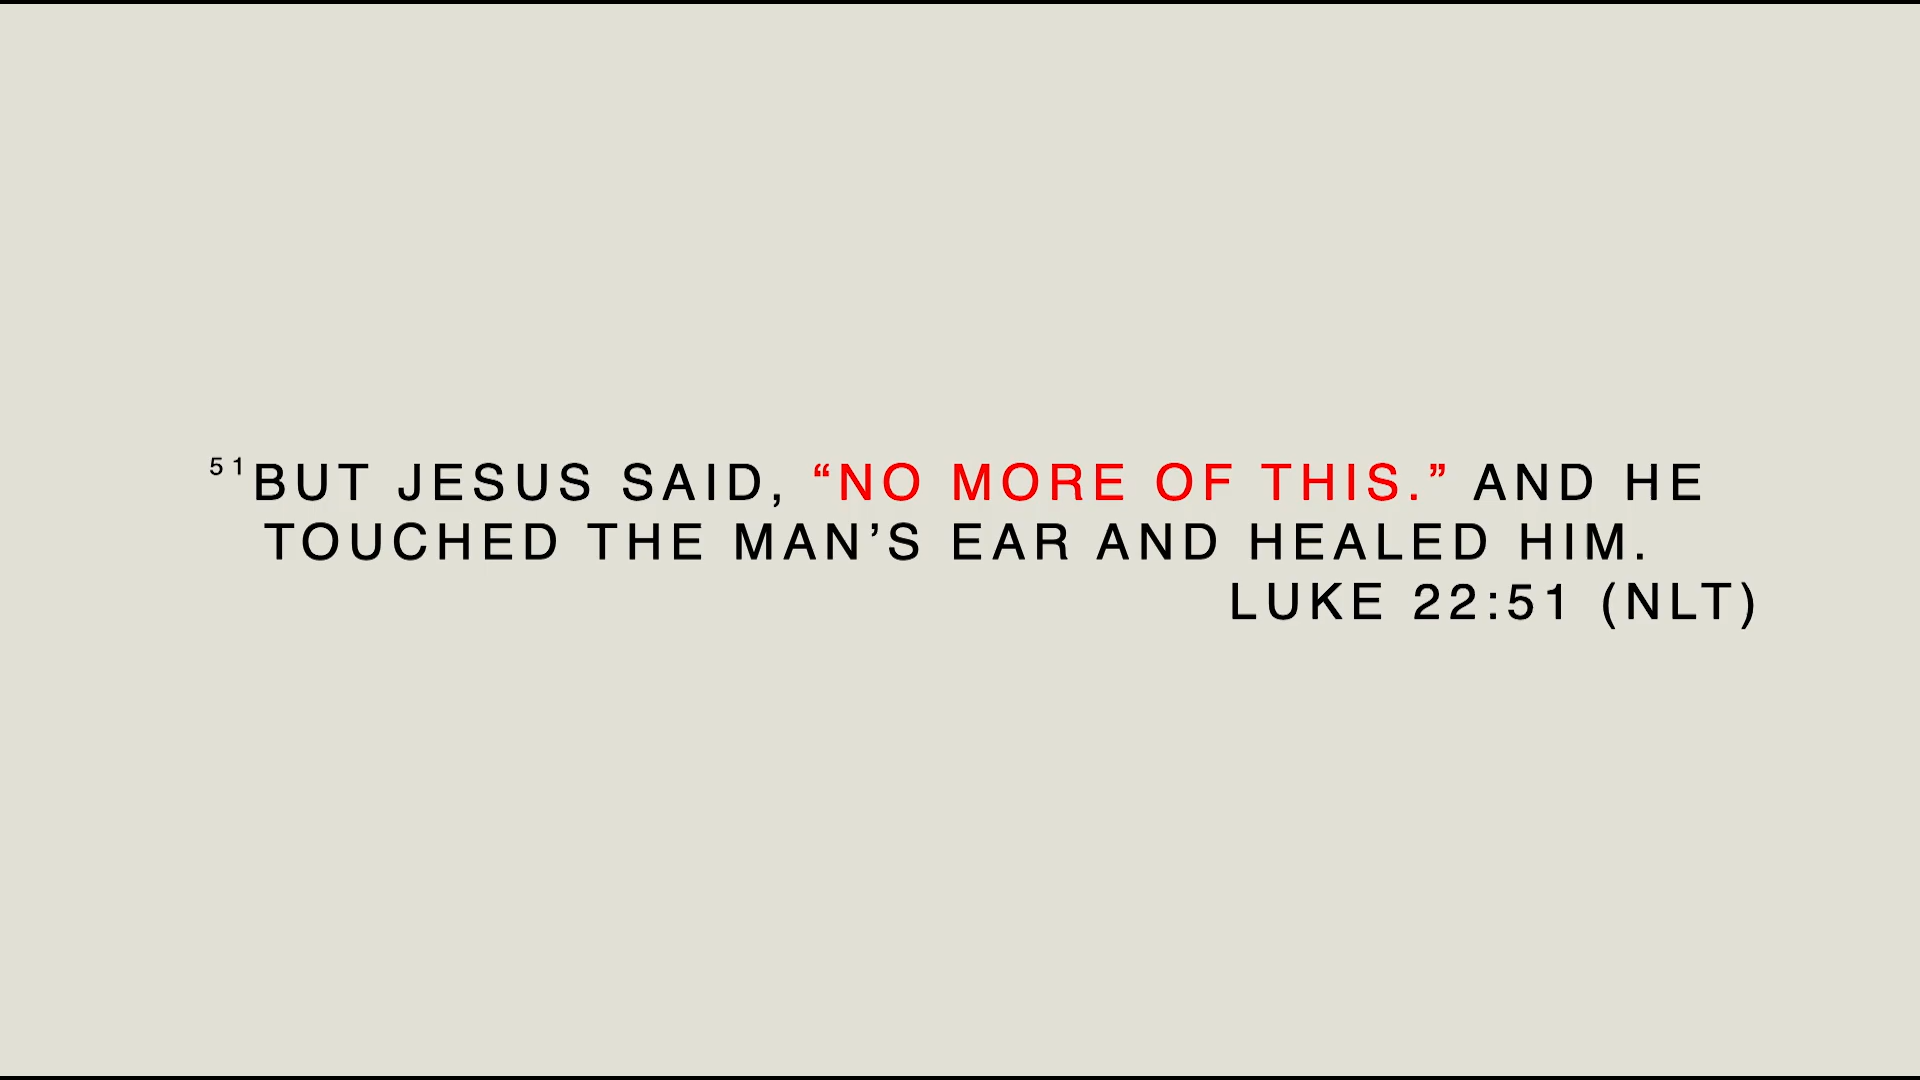 51BUT JESUS SAID, “NO MORE OF THIS.” AND HE
TOUCHED THE MAN’S EAR AND HEALED HIM.
LUKE 22:51 (NLT)